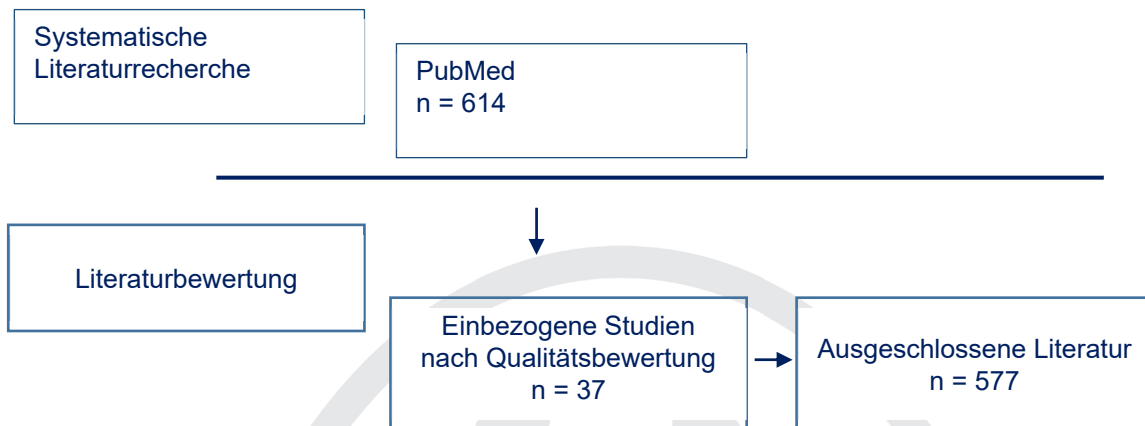 Systematische
Literaturrecherche
PubMed
n = 614
Literaturbewertung
Einbezogene Studien
nach Qualitätsbewertung
n = 37
Ausgeschlossene Literatur
n = 577